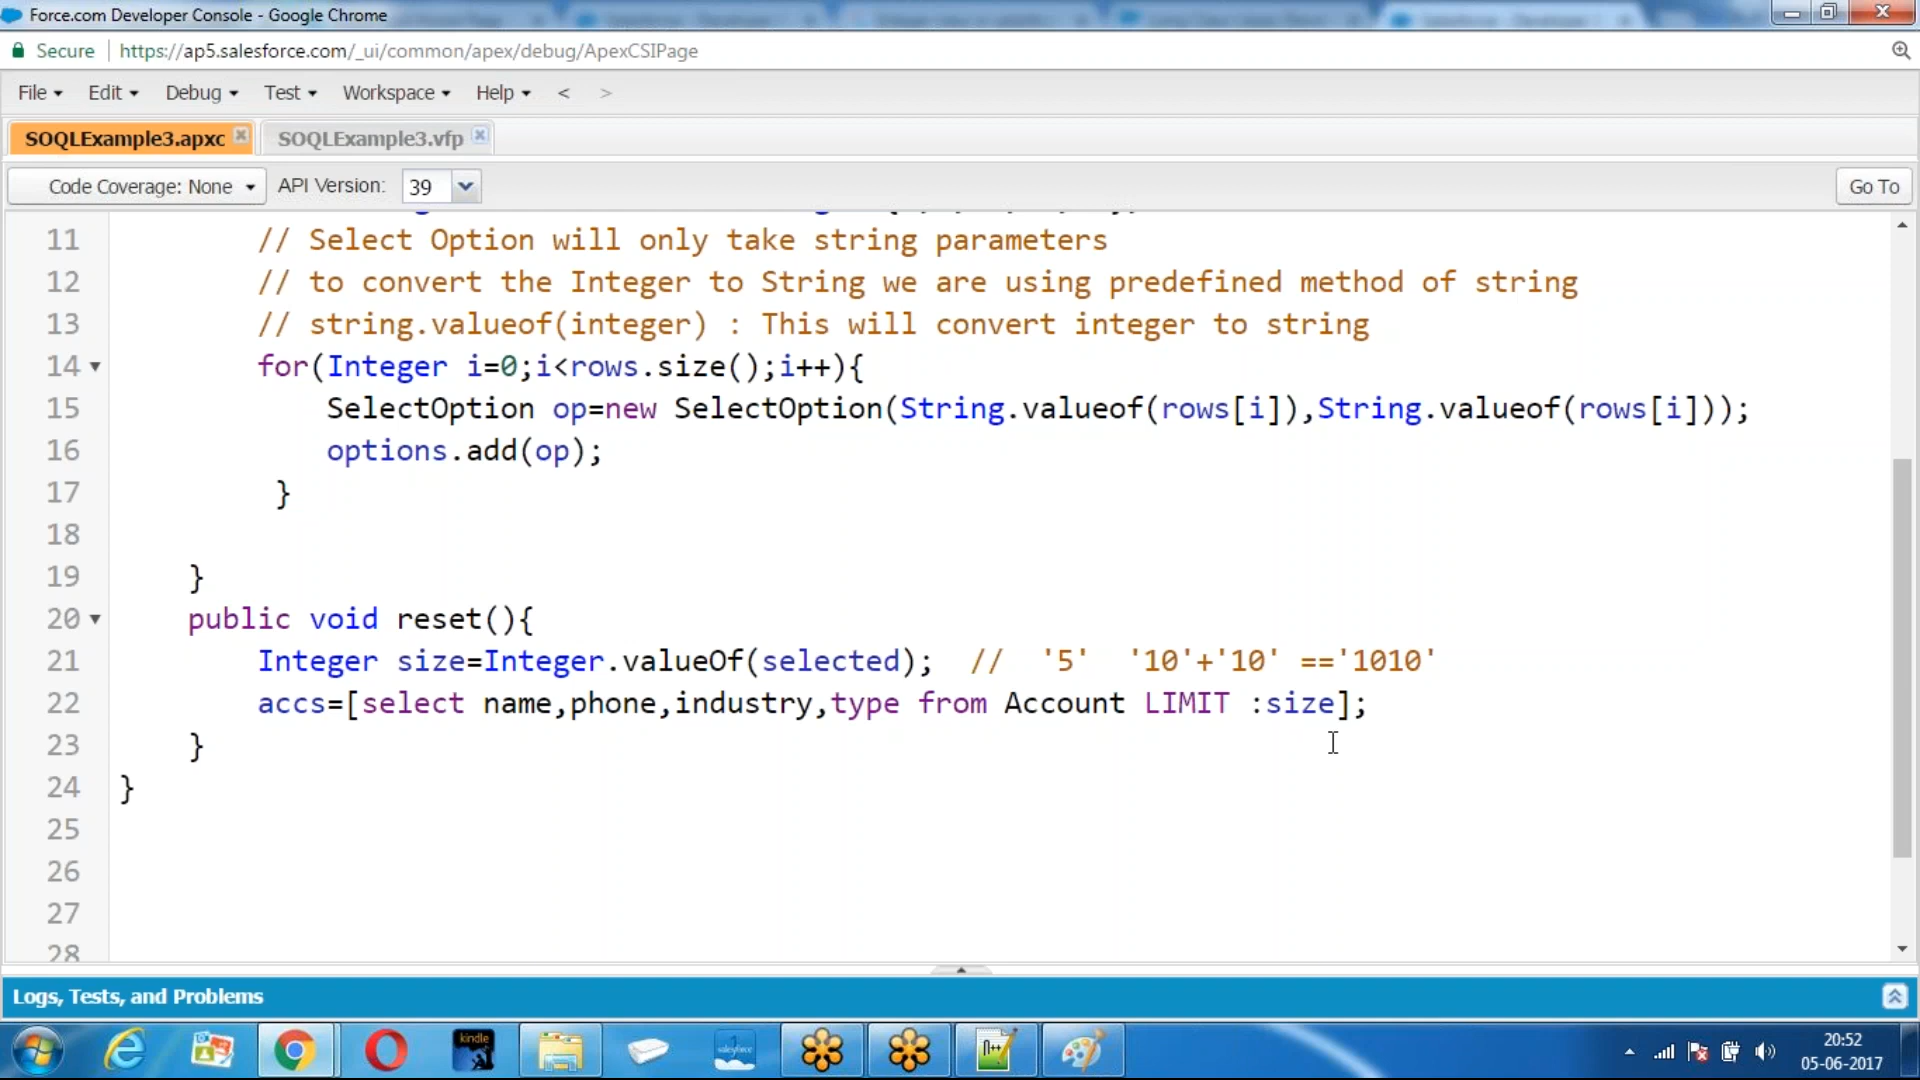 Force.com Developer Console - Google Chrome
Secure https://ap5.salesforce.com/_ui/common/apex/debug/ApexCSIPage
File Edit Debug Test Workspace Help < >
SOQLExample3.apxc SOQLExample3.vfp
Code Coverage: None API Version: 39 Go To
11 // Select Option will only take string parameters
12 // to convert the Integer to String we are using predefined method of string
13 // string.valueof(integer) : This will convert integer to string
14 for(Integer i=0;i<rows.size();i++){
15 SelectOption op=new SelectOption(String.valueof(rows[i]),String.valueof(rows[i]));
16 options.add(op);
17 }
18
19 }
20 public void reset(){
21 Integer size=Integer.valueOf(selected); // '5' '10'+'10' =='1010'
22 accs=[select name,phone,industry,type from Account LIMIT :size];
23 }
24 }
25
26
27
28
Logs, Tests, and Problems
kindle
salesforce
20:52
05-06-2017